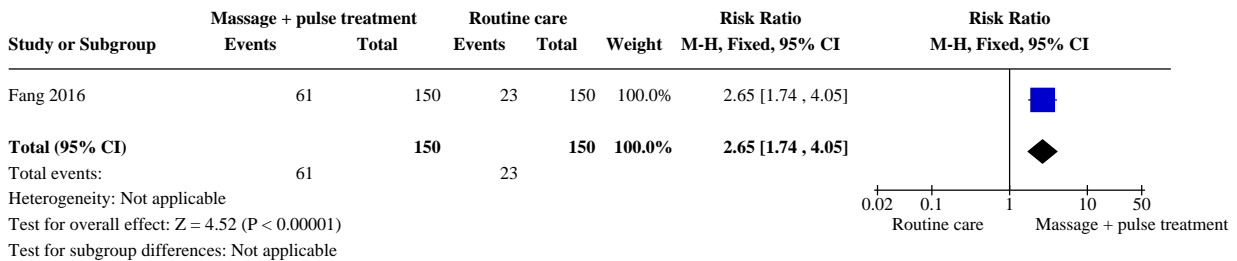 Massage + pulse treatment Routine care Risk Ratio Risk Ratio
Study or Subgroup Events Total Events Total Weight M-H, Fixed, 95% CI M-H, Fixed, 95% CI
Fang 2016 61 150 23 150 100.0% 2.65 [1.74 , 4.05]
Total (95% CI) 150 150 100.0% 2.65 [1.74 , 4.05]
Total events: 61 23
Heterogeneity: Not applicable
0.02 0.1 1 10 50
Test for overall effect: Z = 4.52 (P < 0.00001) Routine care Massage + pulse treatment
Test for subgroup differences: Not applicable